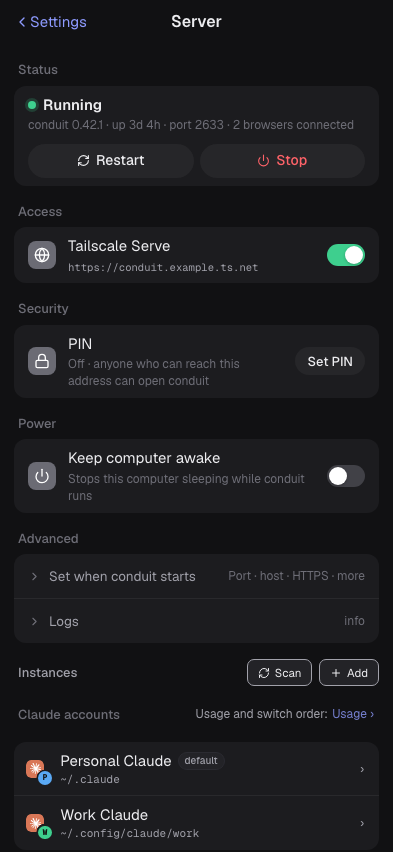 Settings
Server
Status
Running
conduit 0.42.1 · up 3d 4h · port 2633 · 2 browsers connected
Restart
Stop
Access
Tailscale Serve
https://conduit.example.ts.net
Security
PIN
Off · anyone who can reach this
address can open conduit
Set PIN
Power
Keep computer awake
Stops this computer sleeping while conduit
runs
Advanced
Set when conduit starts
Port · host · HTTPS · more
Logs
info
Instances
Scan
Add
Claude accounts
Usage and switch order: Usage ›
Personal Claude default
~/.claude
P
Work Claude
~/.config/claude/work
W